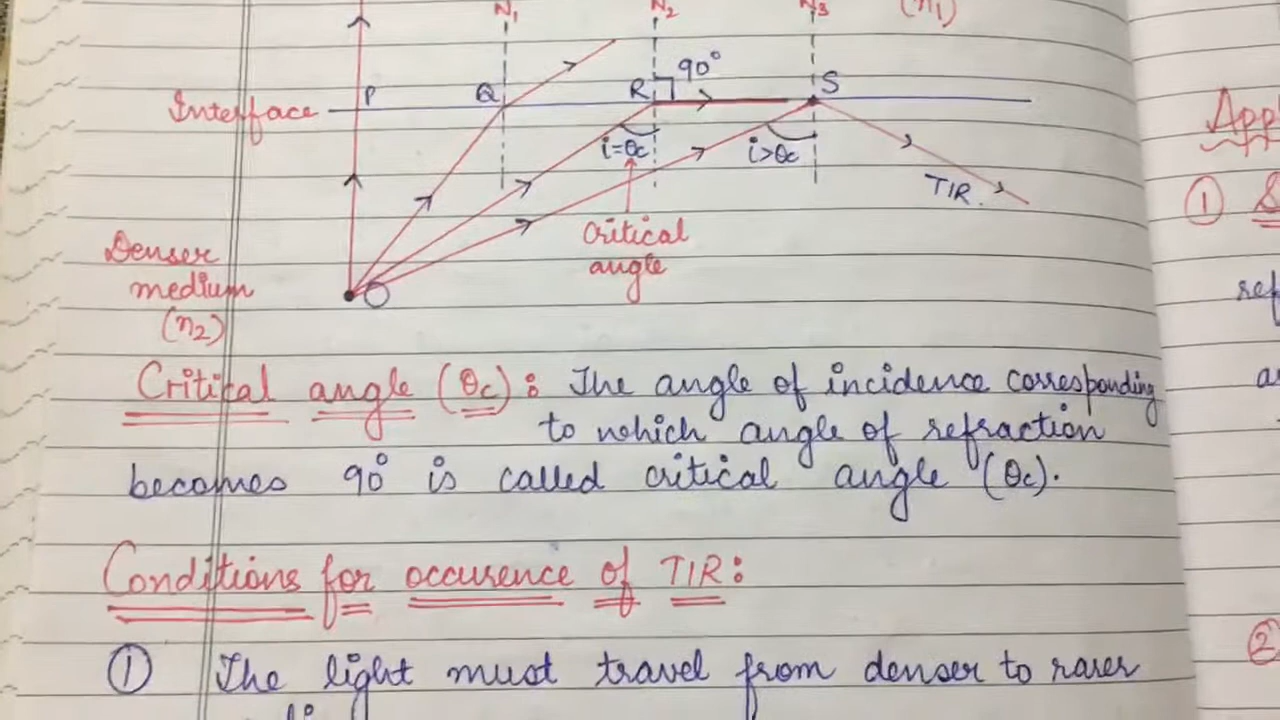 N₁ N₂ N₃ (n₁)
90°
Interface P Q R S
i=θc i>θc
TIR.
Critical
angle
Denser
medium
(n₂)
O
Critical angle (θc): The angle of incidence corresponding
to which angle of refraction
becomes 90° is called critical angle (θc).
Conditions for occurence of TIR:
① The light must travel from denser to rarer
App
①
ref
②